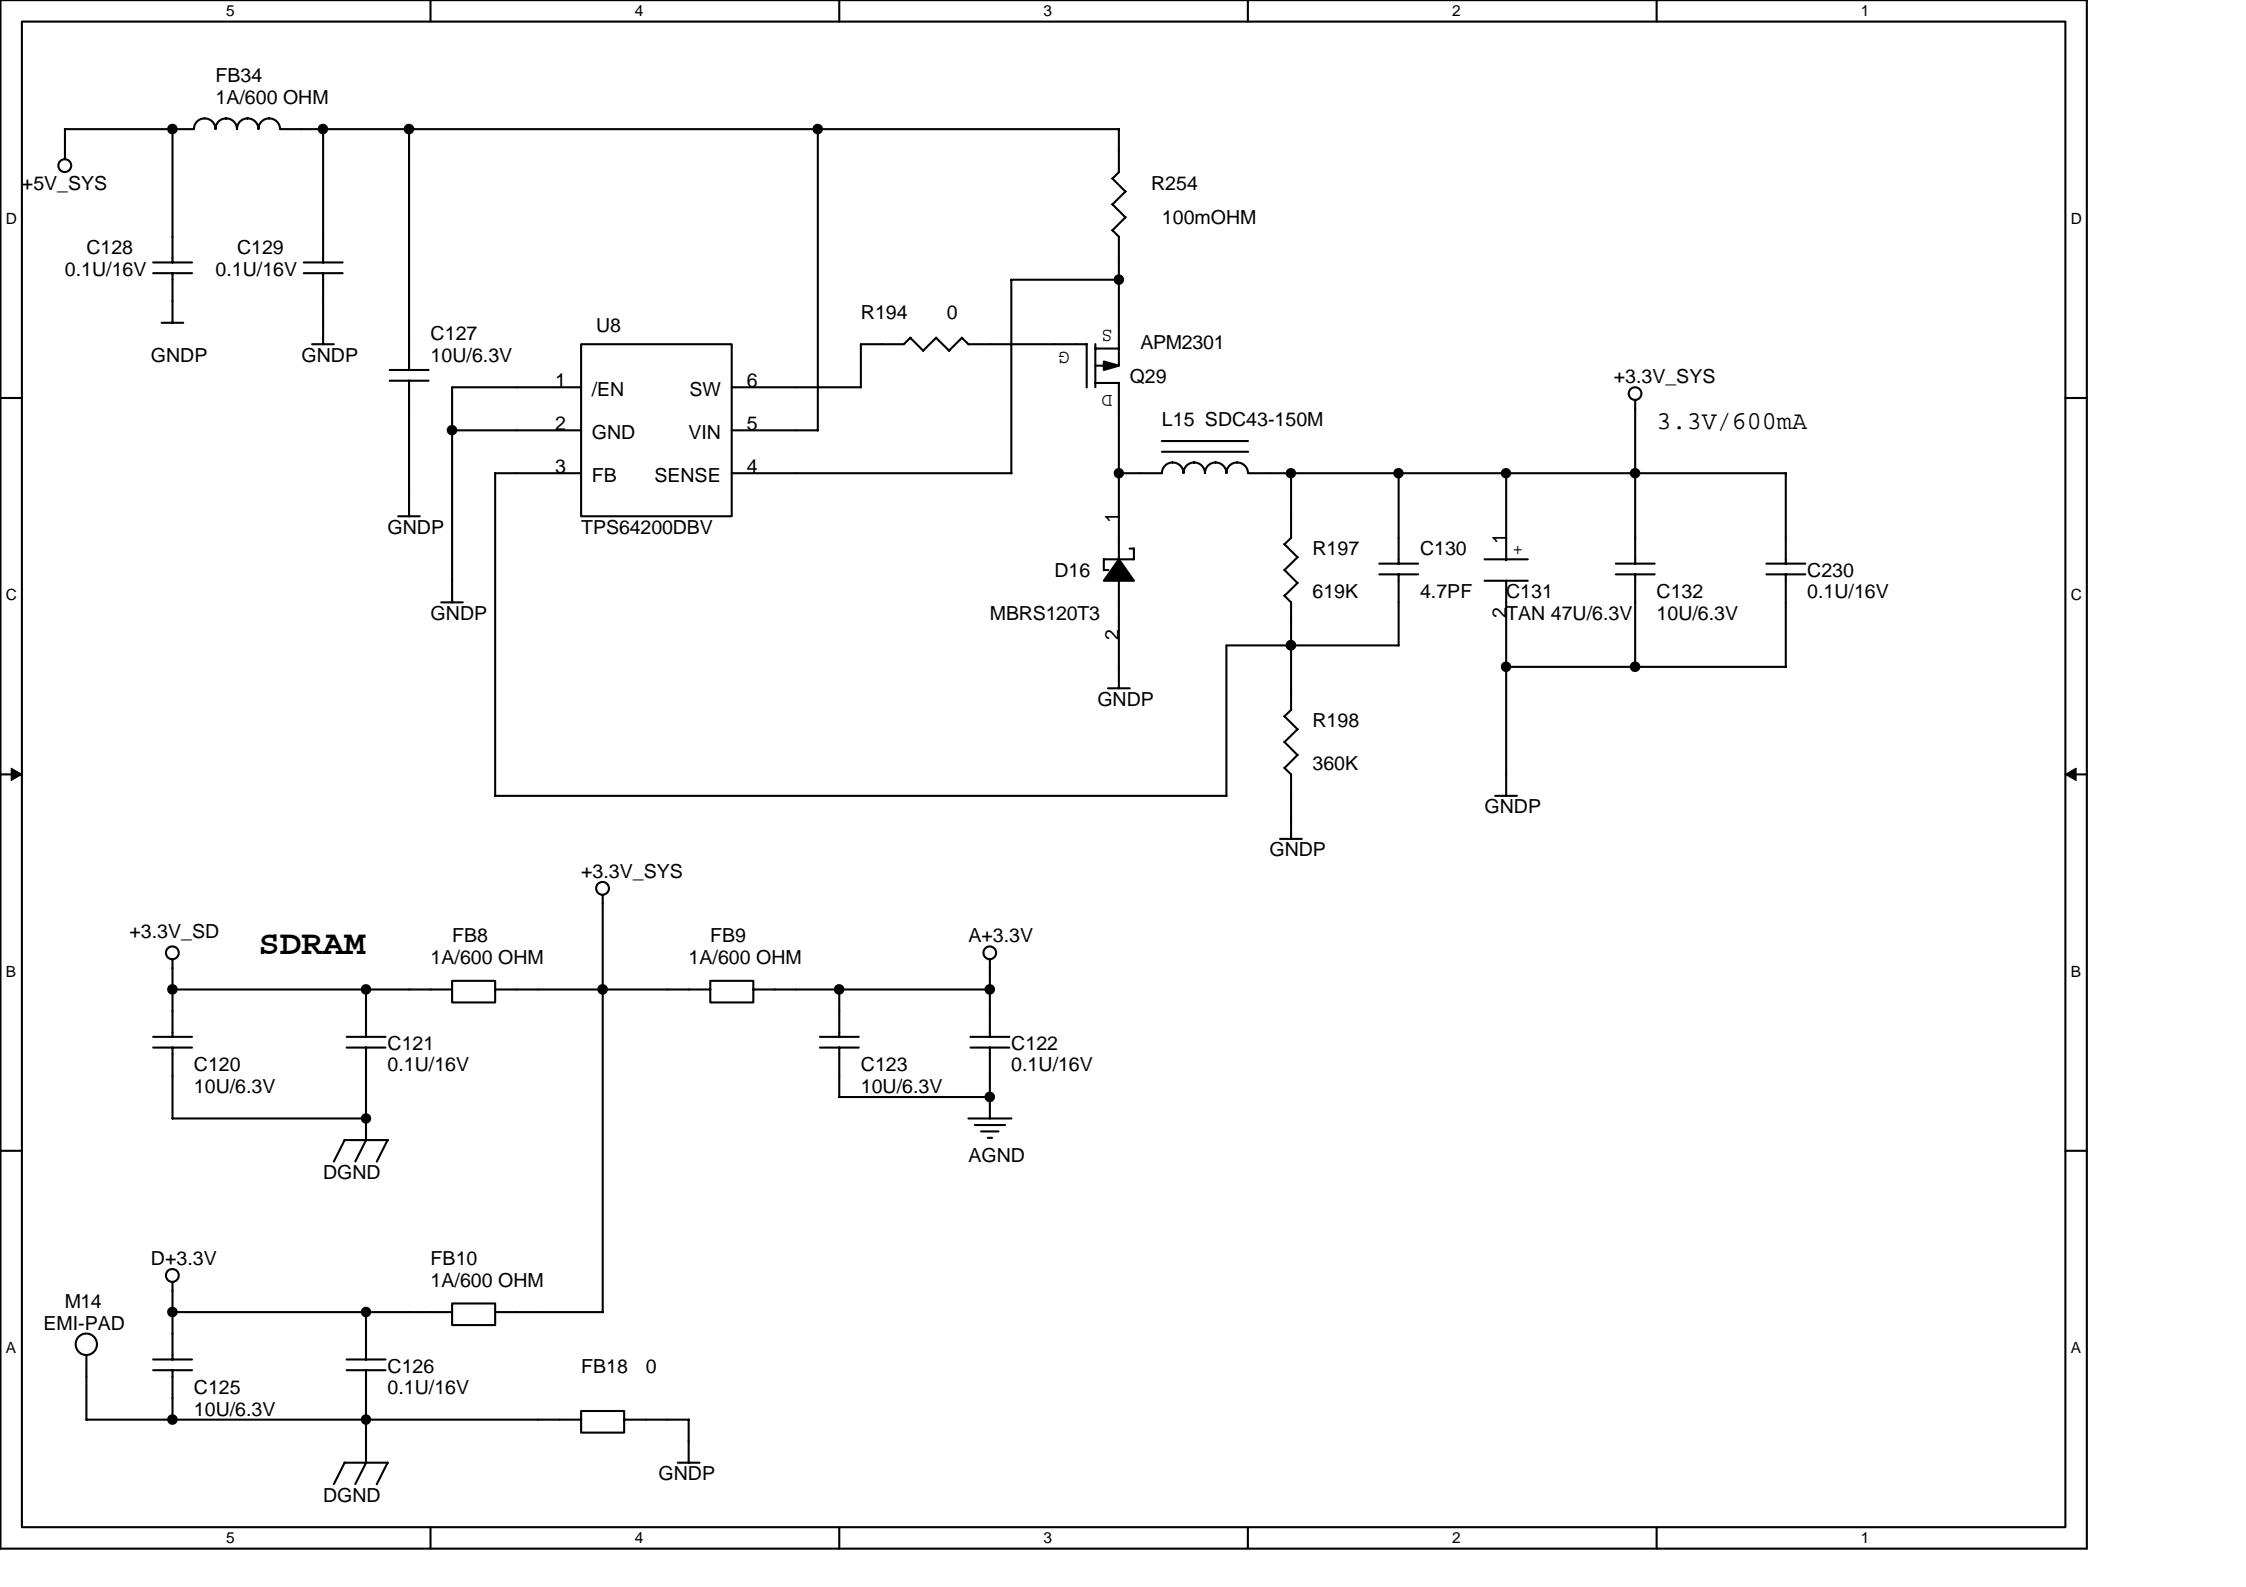 5 4 3 2 1
FB34
1A/600 OHM
+5V_SYS
R254
100mOHM
D D
C128
0.1U/16V
C129
0.1U/16V
GNDP
GNDP
C127
10U/6.3V
GNDP
U8
1 /EN SW 6
2 GND VIN 5
3 FB SENSE 4
TPS64200DBV
GNDP
R194 0
S
G
D
APM2301
Q29
L15 SDC43-150M
+3.3V_SYS
3.3V/600mA
1
D16
MBRS120T3
2
GNDP
R197
619K
C130
4.7PF
1
+
C131
2
TAN 47U/6.3V
C132
10U/6.3V
C230
0.1U/16V
C C
R198
360K
GNDP
GNDP
+3.3V_SYS
+3.3V_SD
SDRAM
FB8
1A/600 OHM
FB9
1A/600 OHM
A+3.3V
B B
C120
10U/6.3V
C121
0.1U/16V
C123
10U/6.3V
C122
0.1U/16V
DGND
AGND
D+3.3V
FB10
1A/600 OHM
M14
EMI-PAD
A A
C125
10U/6.3V
C126
0.1U/16V
FB18 0
DGND
GNDP
5 4 3 2 1